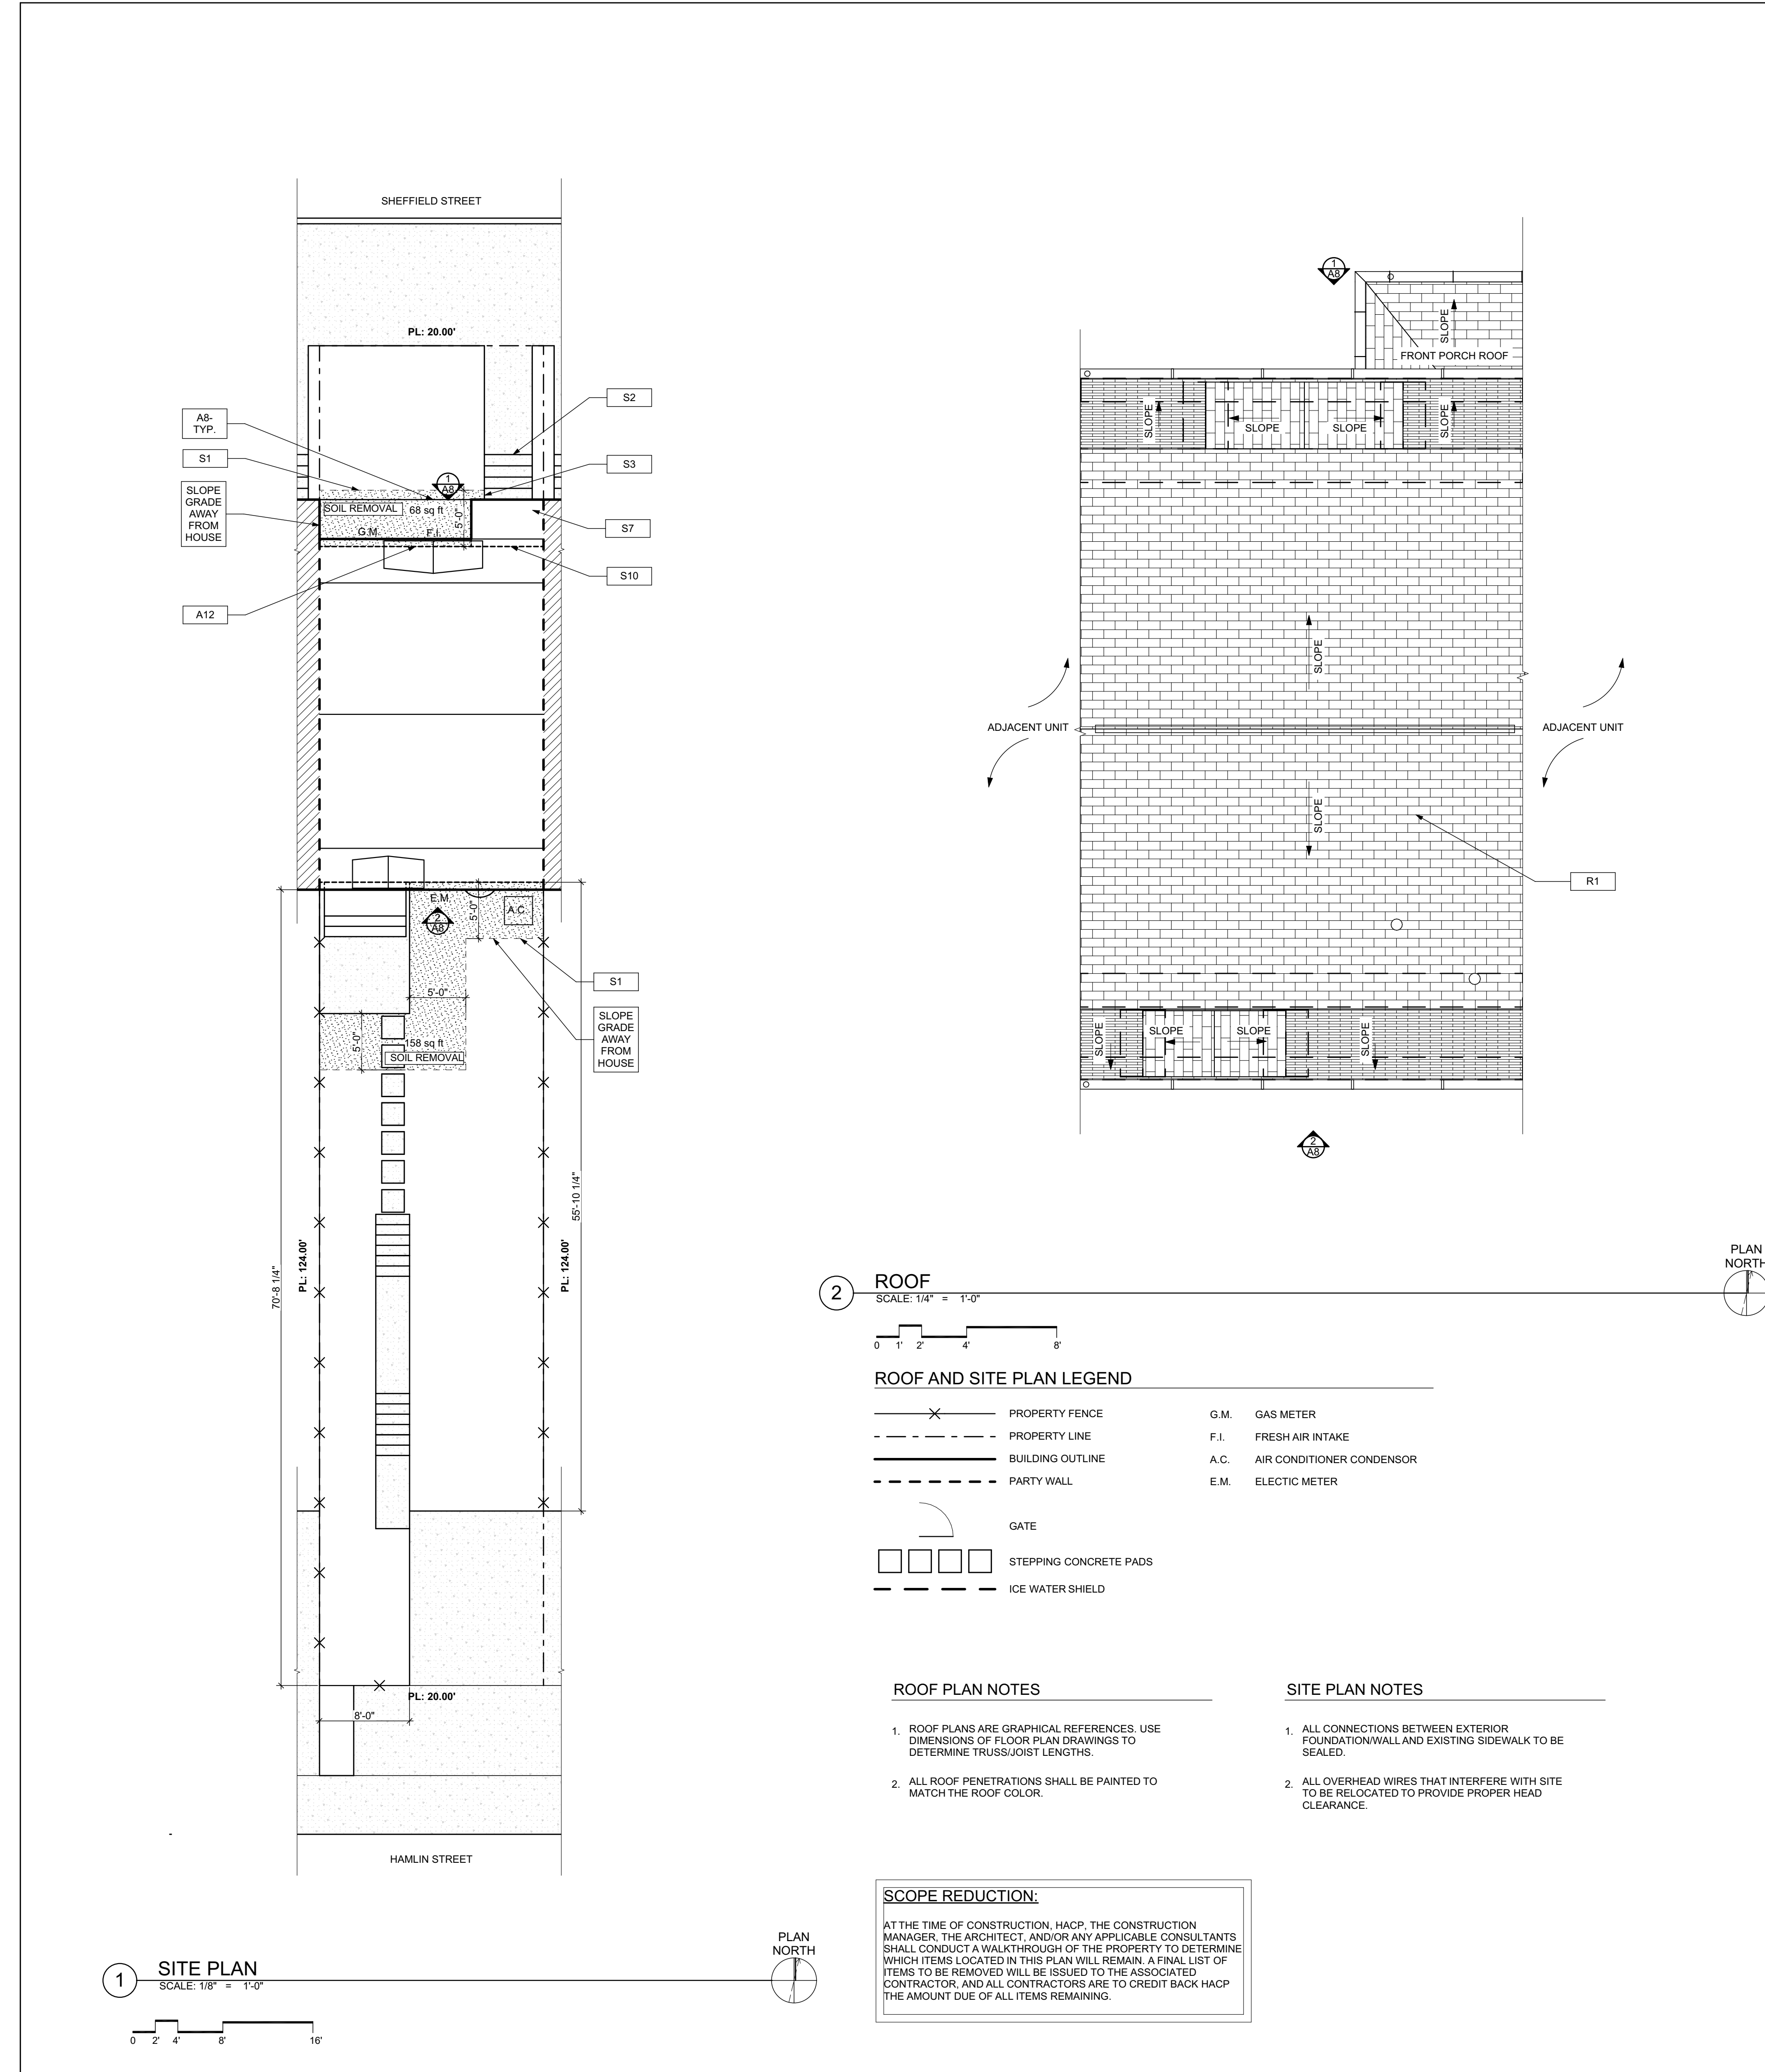 SHEFFIELD STREET
PL: 20.00'
S2
A8-
TYP.
S1
S3
1
A8
SLOPE
GRADE
AWAY
FROM
HOUSE
SOIL REMOVAL
68 sq ft
5'-0"
G.M.
F.I.
S7
S10
A12
E.M.
2
A8
5'-0"
A.C.
S1
5'-0"
SLOPE
GRADE
AWAY
FROM
HOUSE
5'-0"
158 sq ft
SOIL REMOVAL
55'-10 1/4"
70'-8 1/4"
PL: 124.00'
PL: 124.00'
PL: 20.00'
8'-0"
HAMLIN STREET
PLAN
NORTH
1
SITE PLAN
SCALE: 1/8" = 1'-0"
0 2' 4' 8' 16'
1
A8
SLOPE
FRONT PORCH ROOF
SLOPE
SLOPE
SLOPE
SLOPE
SLOPE
ADJACENT UNIT
ADJACENT UNIT
SLOPE
R1
SLOPE
SLOPE
SLOPE
SLOPE
2
A8
PLAN
NORTH
2
ROOF
SCALE: 1/4" = 1'-0"
0 1' 2' 4' 8'
ROOF AND SITE PLAN LEGEND
PROPERTY FENCE
PROPERTY LINE
BUILDING OUTLINE
PARTY WALL
GATE
STEPPING CONCRETE PADS
ICE WATER SHIELD
G.M. GAS METER
F.I. FRESH AIR INTAKE
A.C. AIR CONDITIONER CONDENSOR
E.M. ELECTIC METER
ROOF PLAN NOTES
1. ROOF PLANS ARE GRAPHICAL REFERENCES. USE
DIMENSIONS OF FLOOR PLAN DRAWINGS TO
DETERMINE TRUSS/JOIST LENGTHS.
2. ALL ROOF PENETRATIONS SHALL BE PAINTED TO
MATCH THE ROOF COLOR.
SITE PLAN NOTES
1. ALL CONNECTIONS BETWEEN EXTERIOR
FOUNDATION/WALL AND EXISTING SIDEWALK TO BE
SEALED.
2. ALL OVERHEAD WIRES THAT INTERFERE WITH SITE
TO BE RELOCATED TO PROVIDE PROPER HEAD
CLEARANCE.
SCOPE REDUCTION:
AT THE TIME OF CONSTRUCTION, HACP, THE CONSTRUCTION
MANAGER, THE ARCHITECT, AND/OR ANY APPLICABLE CONSULTANTS
SHALL CONDUCT A WALKTHROUGH OF THE PROPERTY TO DETERMINE
WHICH ITEMS LOCATED IN THIS PLAN WILL REMAIN. A FINAL LIST OF
ITEMS TO BE REMOVED WILL BE ISSUED TO THE ASSOCIATED
CONTRACTOR, AND ALL CONTRACTORS ARE TO CREDIT BACK HACP
THE AMOUNT DUE OF ALL ITEMS REMAINING.